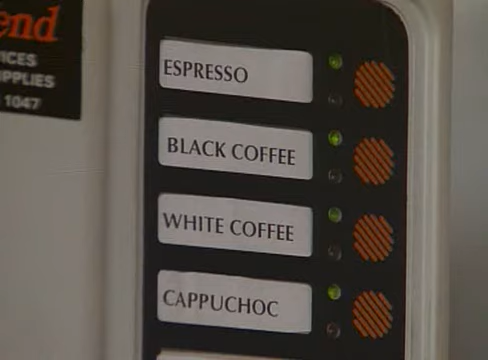 end
ICES
PPLIES
1047
ESPRESSO
BLACK COFFEE
WHITE COFFEE
CAPPUCHOC